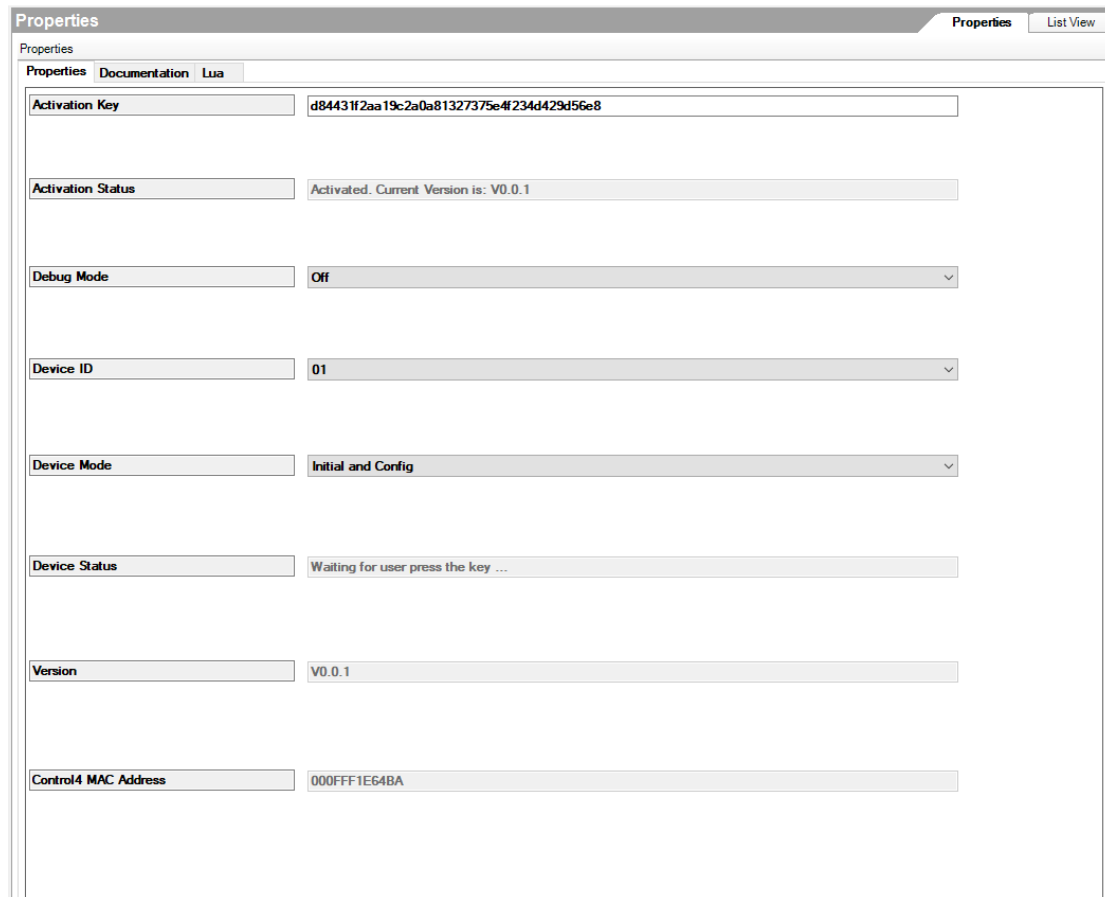 Properties
Properties List View
Properties
Properties Documentation Lua
Activation Key d84431f2aa19c2a0a81327375e4f234d429d56e8
Activation Status Activated. Current Version is: V0.0.1
Debug Mode Off
Device ID 01
Device Mode Initial and Config
Device Status Waiting for user press the key ...
Version V0.0.1
Control4 MAC Address 000FFF1E64BA